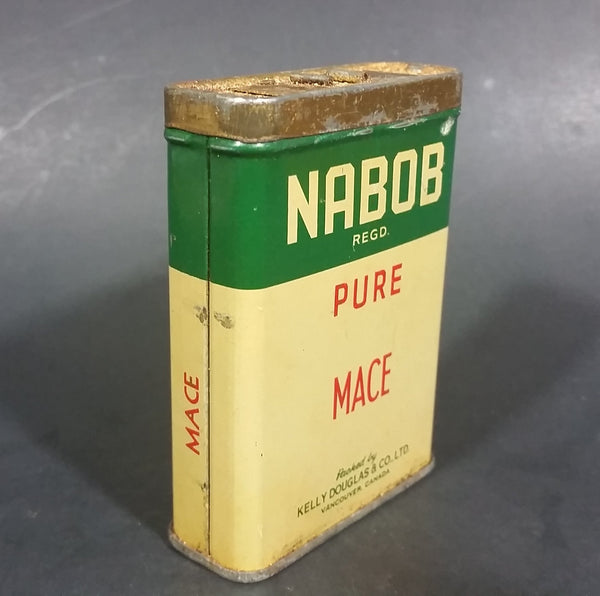 NABOB
REGD.
PURE
MACE
Packed by
KELLY DOUGLAS & CO., LTD.
VANCOUVER, CANADA
MACE